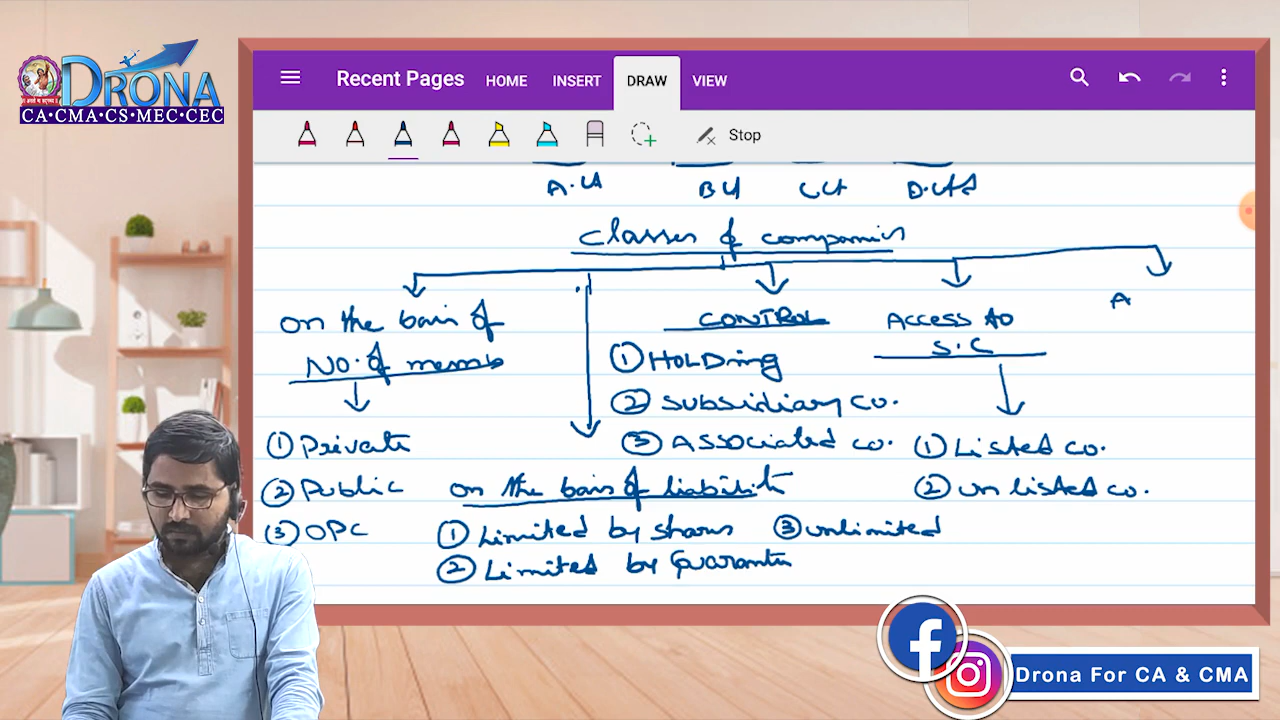 DRONA
CA•CMA•CS•MEC•CEC
Recent Pages HOME INSERT DRAW VIEW
Stop
Classes of companies
on the basis of
NO. of
CONTROL
Access to
S.C
A
① HOLDing
② Subsidiary co.
③ Associated co.
① Listed co.
② unlisted co.
① Private
② Public
③ OPC
on the basis of liability
① Limited by shares
③ unlimited
② Limited by Guarantee
Drona For CA & CMA